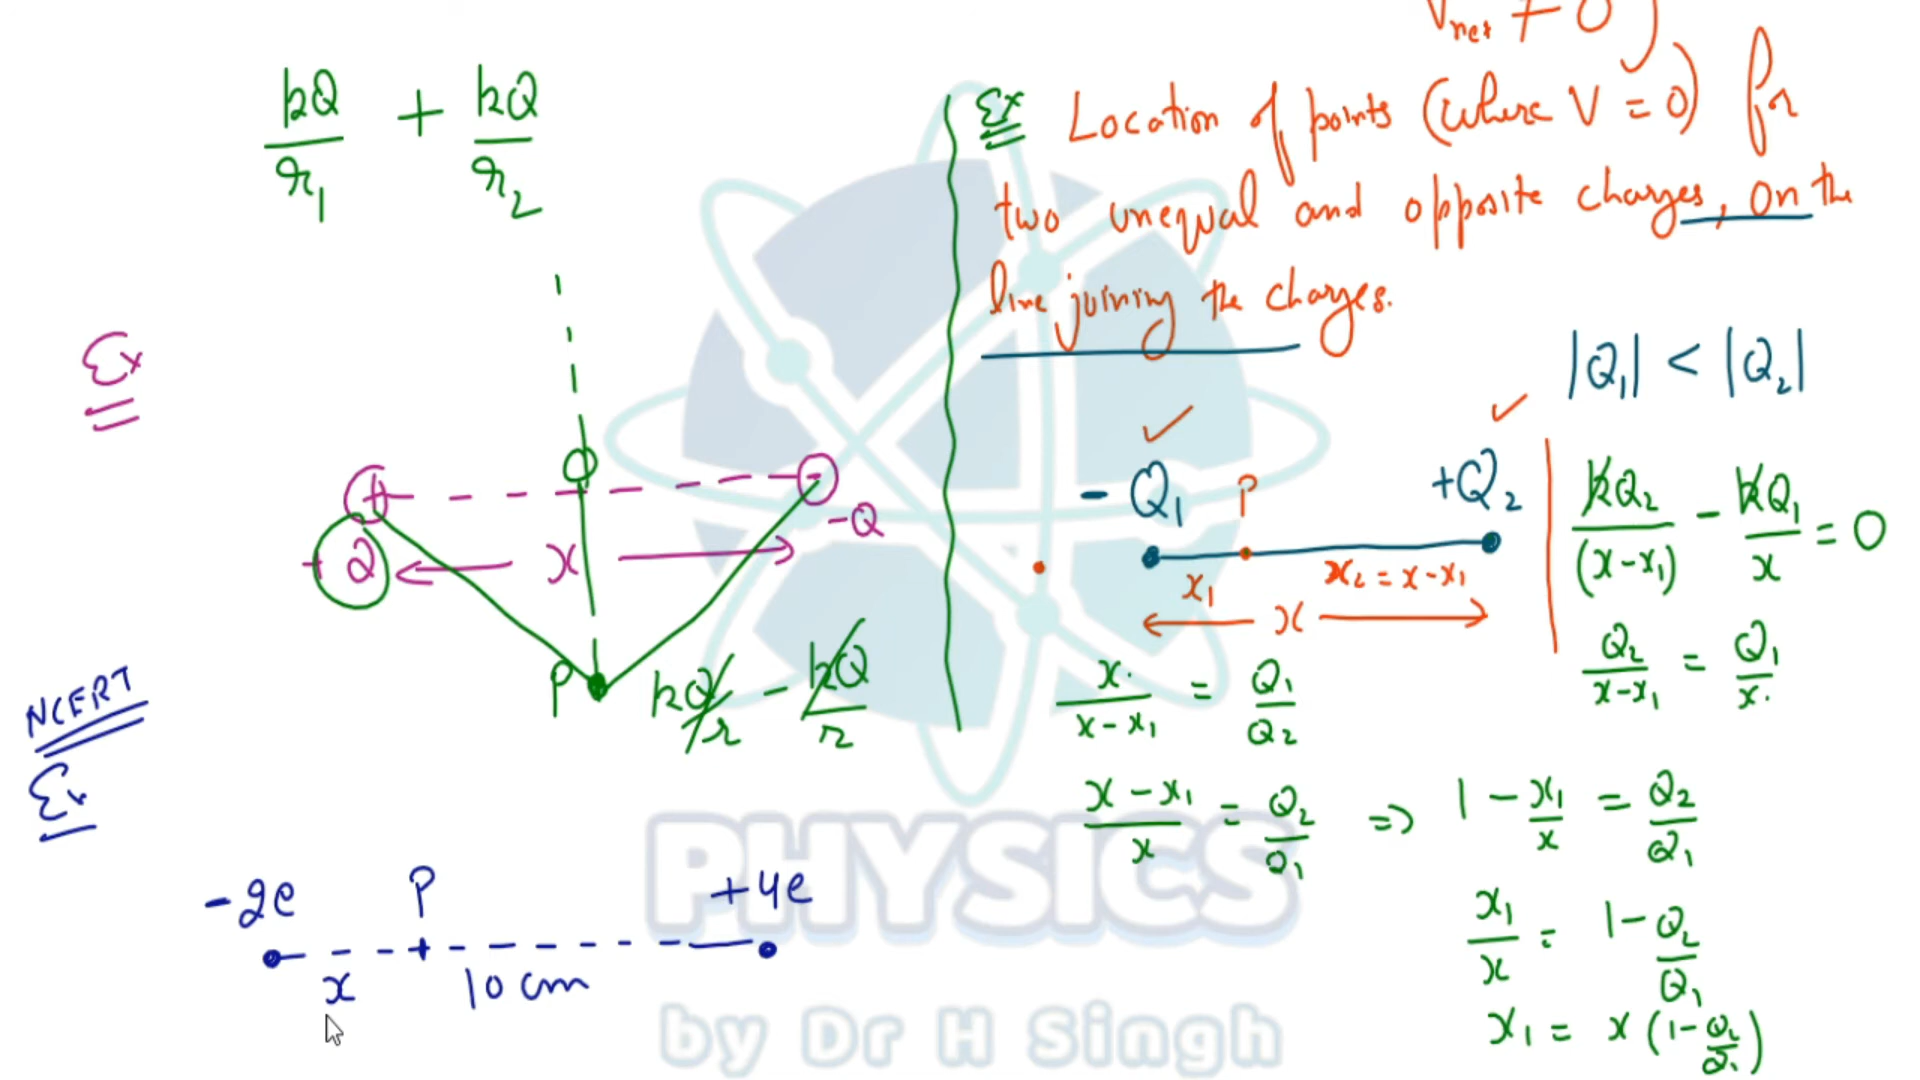 V_net ≠ 0
kQ/r₁ + kQ/r₂
Ex Location of points (where V = 0) for
two unequal and opposite charges, on the
line joining the charges.
|Q₁| < |Q₂|
Ex
+Q
x
-Q
O
P
kQ/r - kQ/r
- Q₁
P
+Q₂
x₁
x₂ = x-x₁
x
kQ₂/(x-x₁) - kQ₁/x = 0
Q₂/x-x₁ = Q₁/x
x/x-x₁ = Q₁/Q₂
x-x₁/x = Q₂/Q₁ => 1 - x₁/x = Q₂/Q₁
x₁/x = 1 - Q₂/Q₁
x₁ = x (1 - Q₂/Q₁)
NCERT
Ex
-2e
P
+4e
x
10 cm
PHYSICS
by Dr H Singh